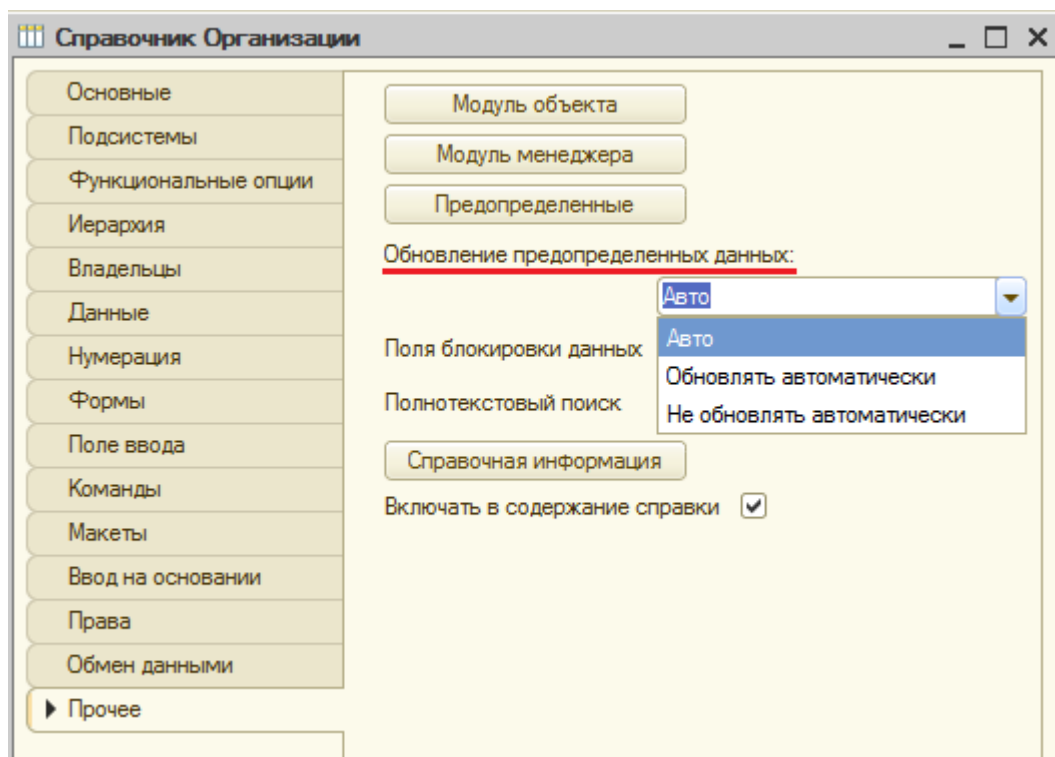 Справочник Организации
Основные
Подсистемы
Функциональные опции
Иерархия
Владельцы
Данные
Нумерация
Формы
Поле ввода
Команды
Макеты
Ввод на основании
Права
Обмен данными
Прочее
Модуль объекта
Модуль менеджера
Предопределенные
Обновление предопределенных данных:
Авто
Авто
Обновлять автоматически
Не обновлять автоматически
Поля блокировки данных
Полнотекстовый поиск
Справочная информация
Включать в содержание справки